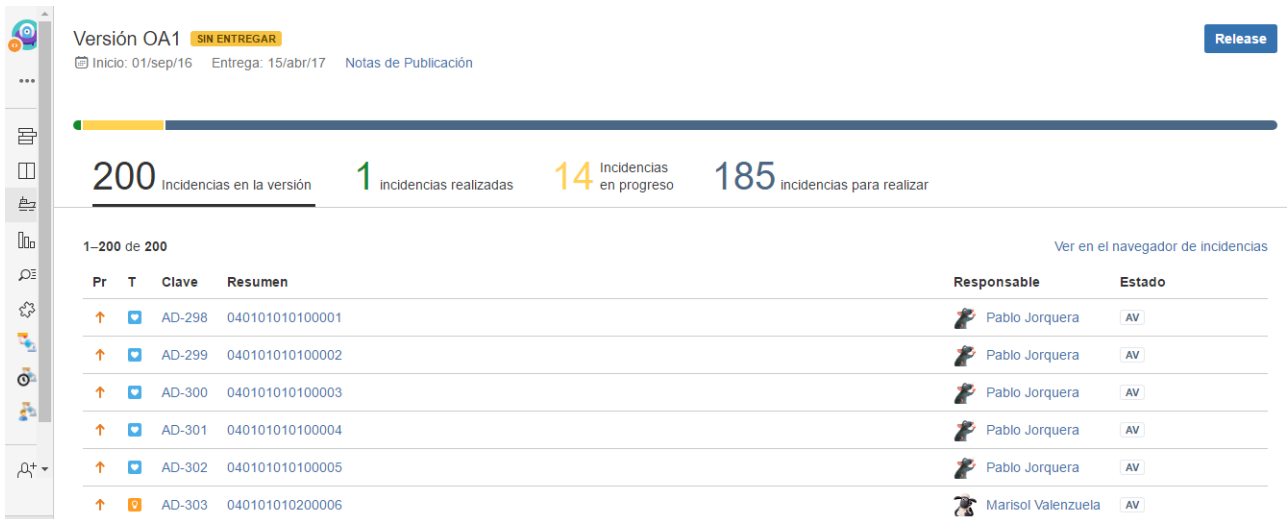 Versión OA1 SIN ENTREGAR
Release
Inicio: 01/sep/16 Entrega: 15/abr/17 Notas de Publicación
200 Incidencias en la versión
1 incidencias realizadas
14 Incidencias en progreso
185 incidencias para realizar
1–200 de 200
Ver en el navegador de incidencias
Pr T Clave Resumen Responsable Estado
AD-298 040101010100001 Pablo Jorquera AV
AD-299 040101010100002 Pablo Jorquera AV
AD-300 040101010100003 Pablo Jorquera AV
AD-301 040101010100004 Pablo Jorquera AV
AD-302 040101010100005 Pablo Jorquera AV
AD-303 040101010200006 Marisol Valenzuela AV